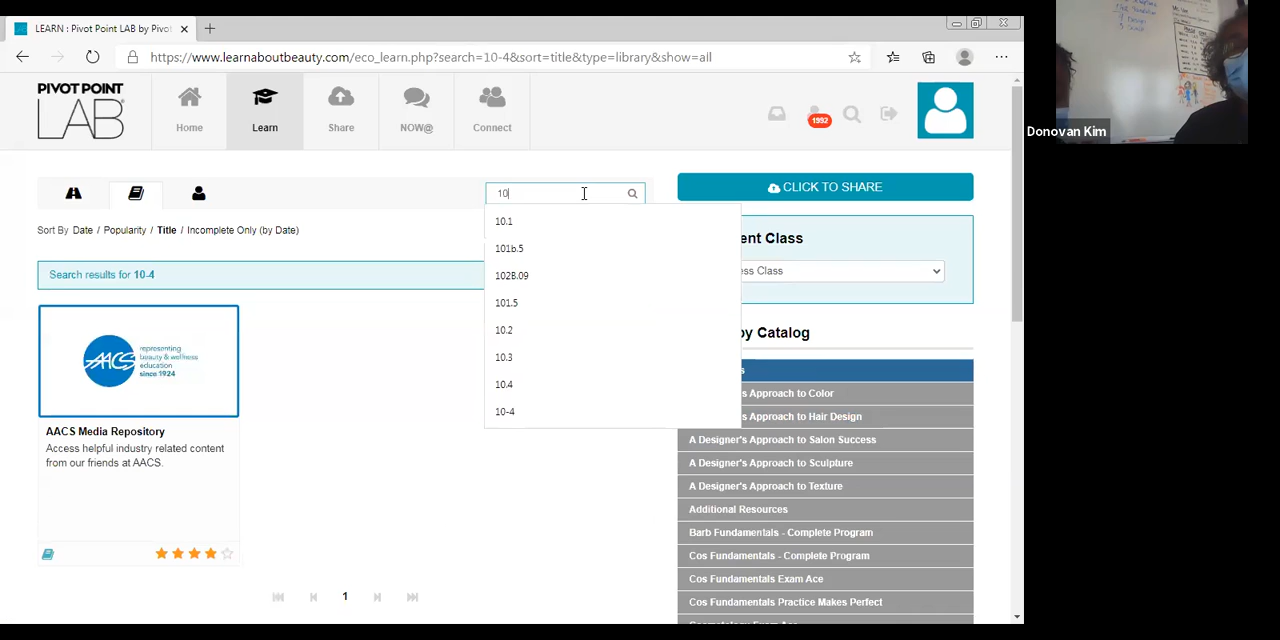 LEARN : Pivot Point LAB by Pivot
https://www.learnaboutbeauty.com/eco_learn.php?search=10-4&sort=title&type=library&show=all
PIVOT POINT
LAB
Home
Learn
Share
NOW@
Connect
1992
Donovan Kim
10
CLICK TO SHARE
10.1
101b.5
102B.09
101.5
10.2
10.3
10.4
10-4
Sort By Date / Popularity / Title / Incomplete Only (by Date)
Search results for 10-4
AACS
representing
beauty & wellness
education
since 1924
AACS Media Repository
Access helpful industry related content
from our friends at AACS.
1
ent Class
ess Class
by Catalog
s
s Approach to Color
s Approach to Hair Design
A Designer's Approach to Salon Success
A Designer's Approach to Sculpture
A Designer's Approach to Texture
Additional Resources
Barb Fundamentals - Complete Program
Cos Fundamentals - Complete Program
Cos Fundamentals Exam Ace
Cos Fundamentals Practice Makes Perfect